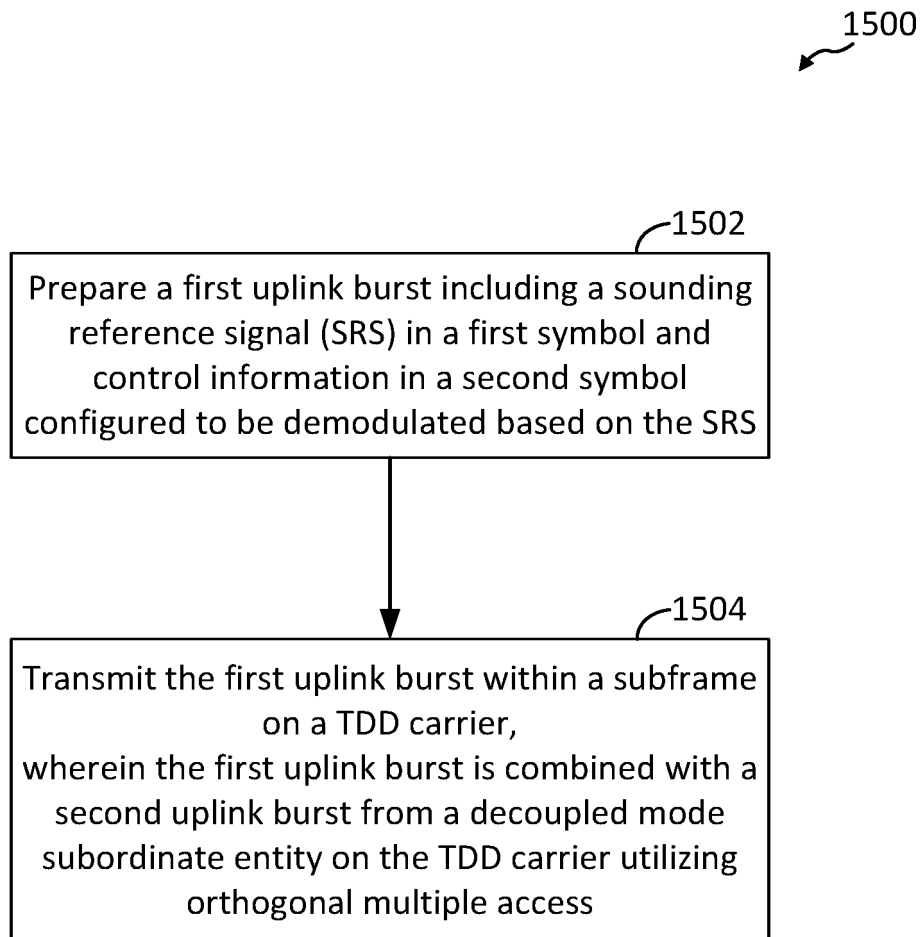 1500
1502
Prepare a first uplink burst including a sounding
reference signal (SRS) in a first symbol and
control information in a second symbol
configured to be demodulated based on the SRS
1504
Transmit the first uplink burst within a subframe
on a TDD carrier,
wherein the first uplink burst is combined with a
second uplink burst from a decoupled mode
subordinate entity on the TDD carrier utilizing
orthogonal multiple access